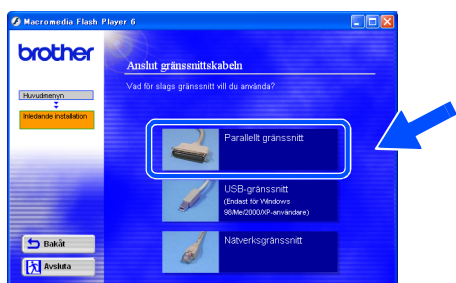 Macromedia Flash Player 6
brother
Anslut gränssnittskabeln
Vad för slags gränssnitt vill du använda?
Huvudmenyn
Inledande installation
Parallellt gränssnitt
USB-gränssnitt
(Endast för Windows
98/Me/2000/XP-användare)
Nätverksgränssnitt
Bakåt
Avsluta